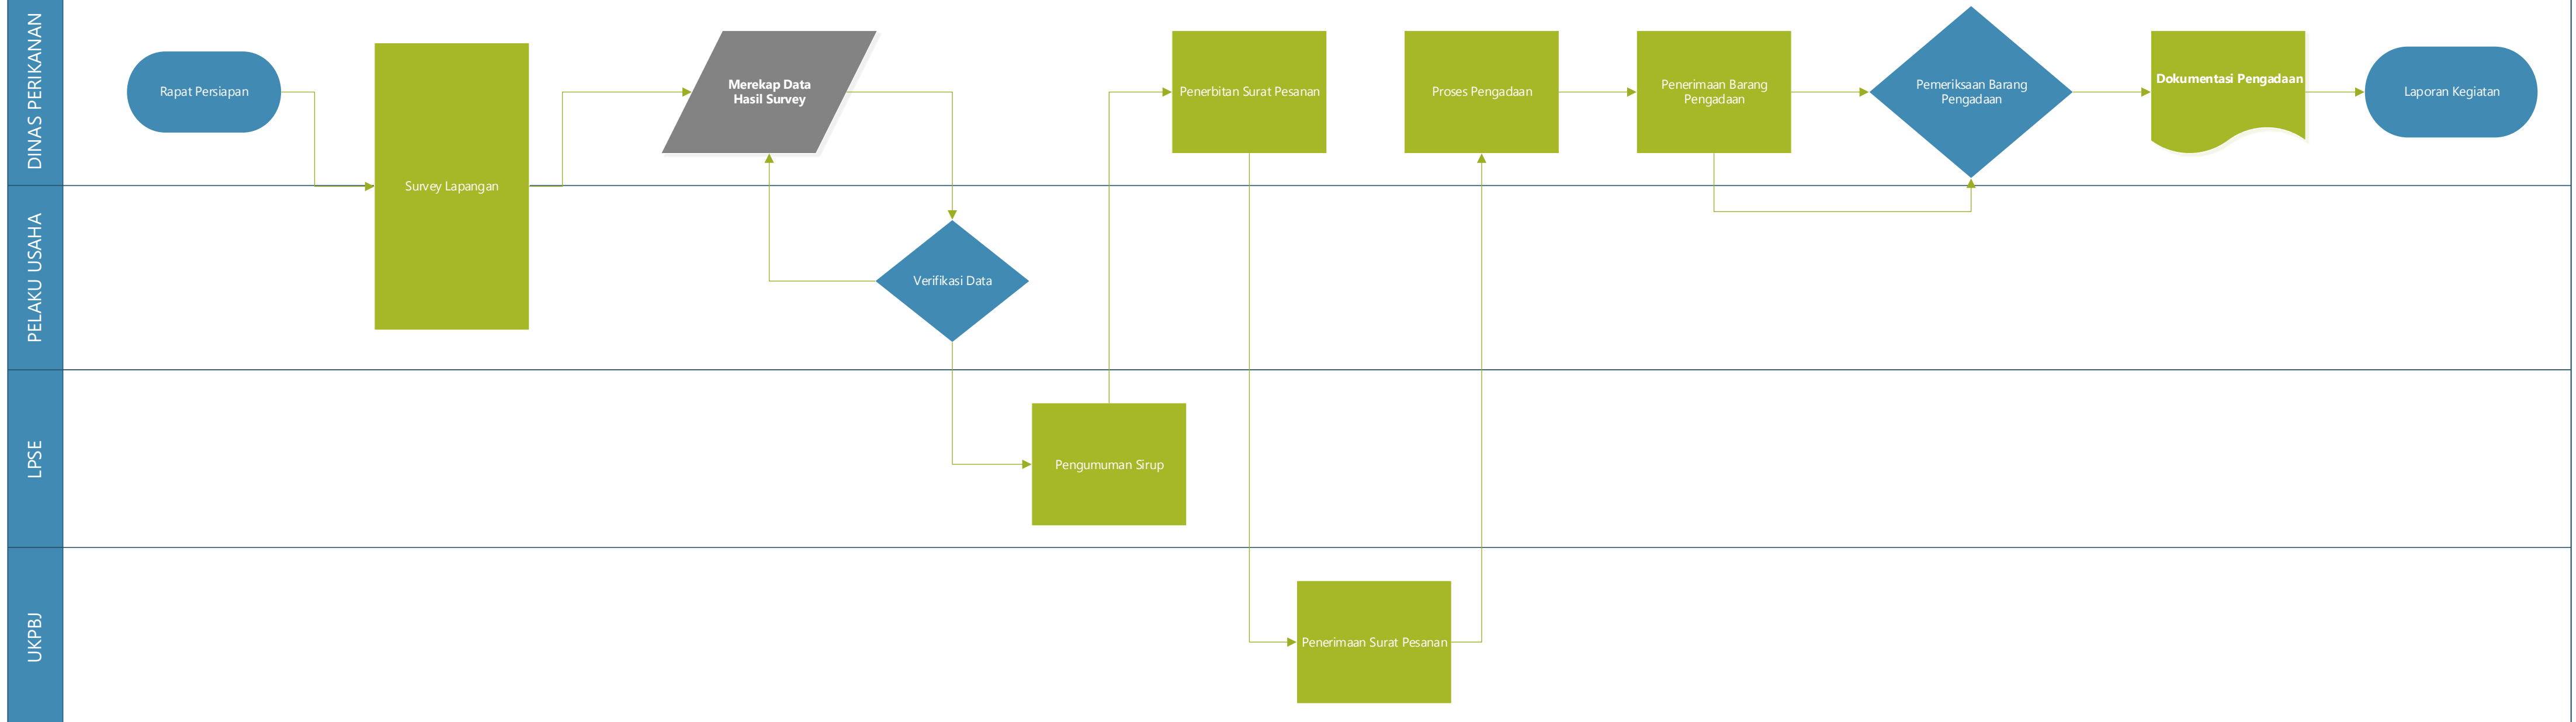 DINAS PERIKANAN
Rapat Persiapan
Survey Lapangan
Merekap Data
Hasil Survey
Penerbitan Surat Pesanan
Proses Pengadaan
Penerimaan Barang
Pengadaan
Pemeriksaan Barang
Pengadaan
Dokumentasi Pengadaan
Laporan Kegiatan
PELAKU USAHA
Verifikasi Data
LPSE
Pengumuman Sirup
UKPBJ
Penerimaan Surat Pesanan